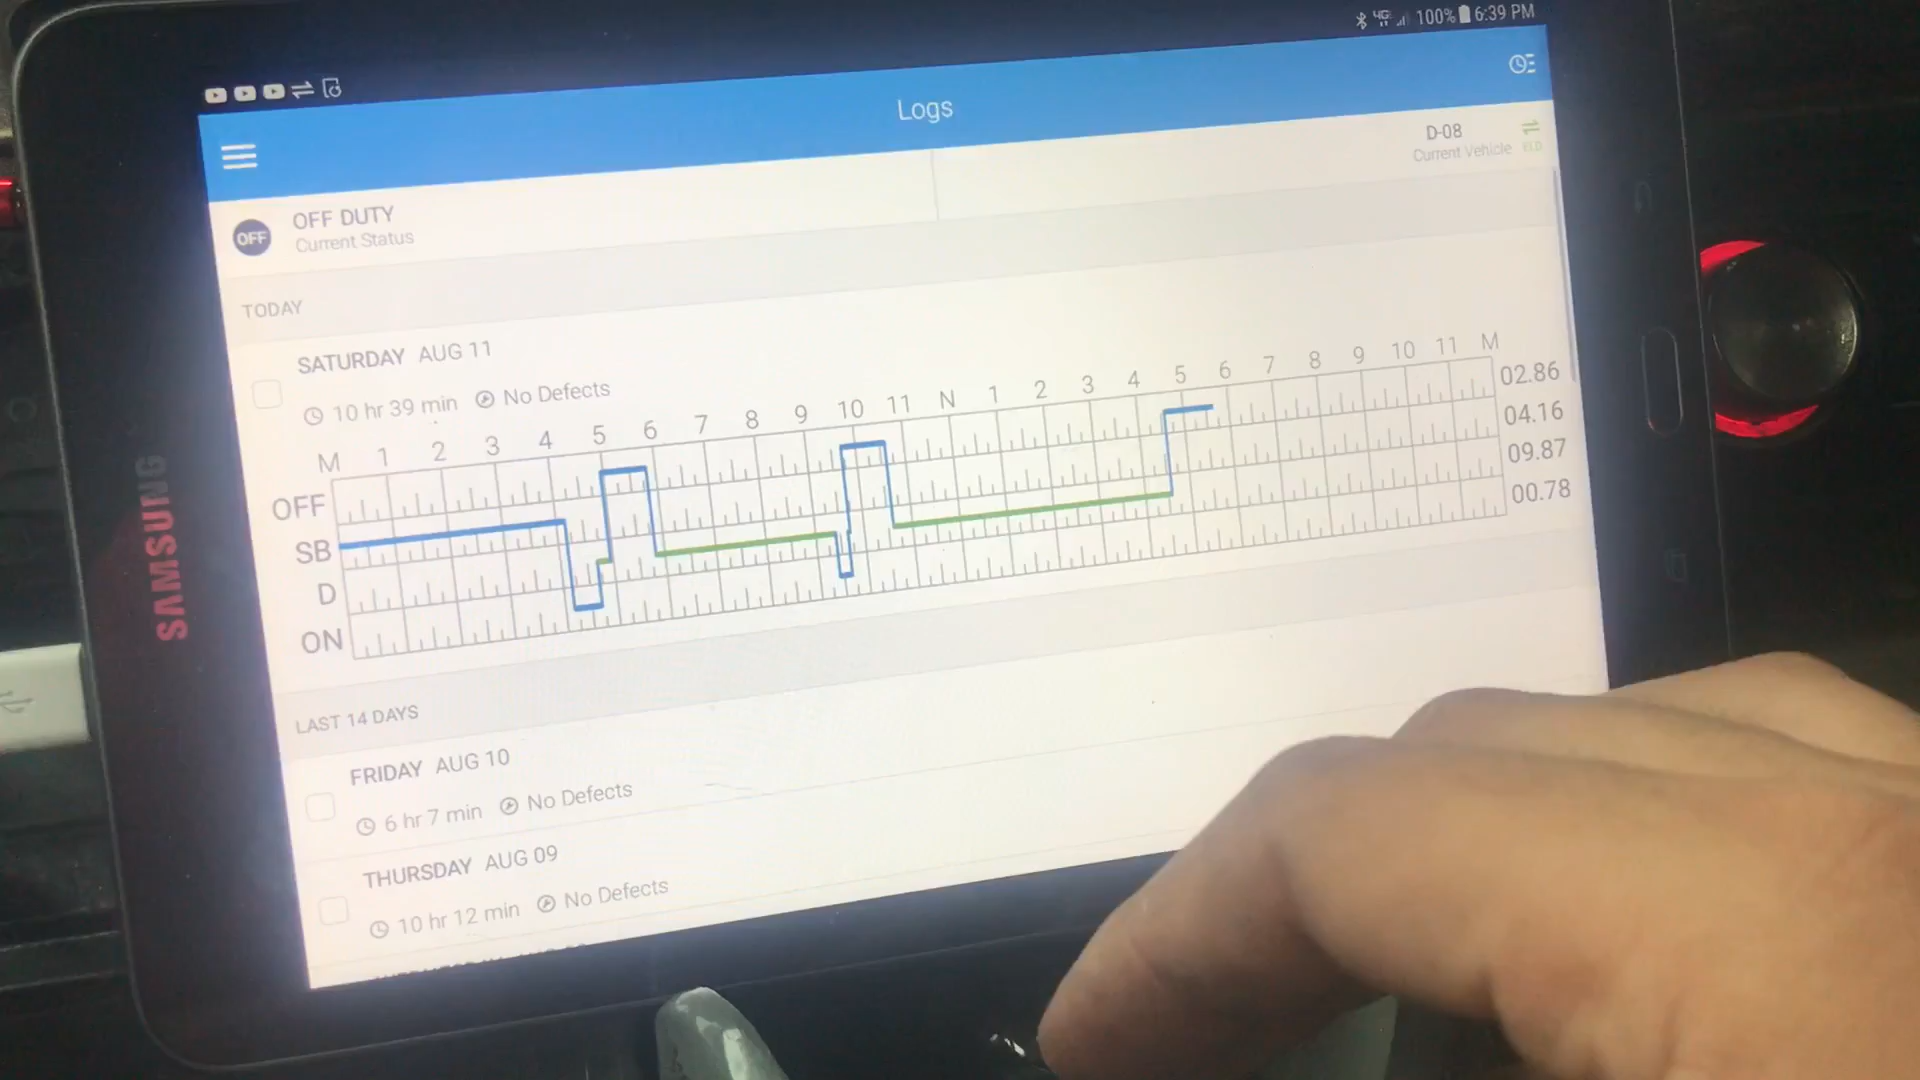 4G 100% 6:39 PM
Logs
D-08
Current Vehicle
ELD
OFF
OFF DUTY
Current Status
TODAY
SATURDAY AUG 11
10 hr 39 min No Defects
M 1 2 3 4 5 6 7 8 9 10 11 N 1 2 3 4 5 6 7 8 9 10 11 M
OFF 02.86
SB 04.16
D 09.87
ON 00.78
LAST 14 DAYS
FRIDAY AUG 10
6 hr 7 min No Defects
THURSDAY AUG 09
10 hr 12 min No Defects
SAMSUNG